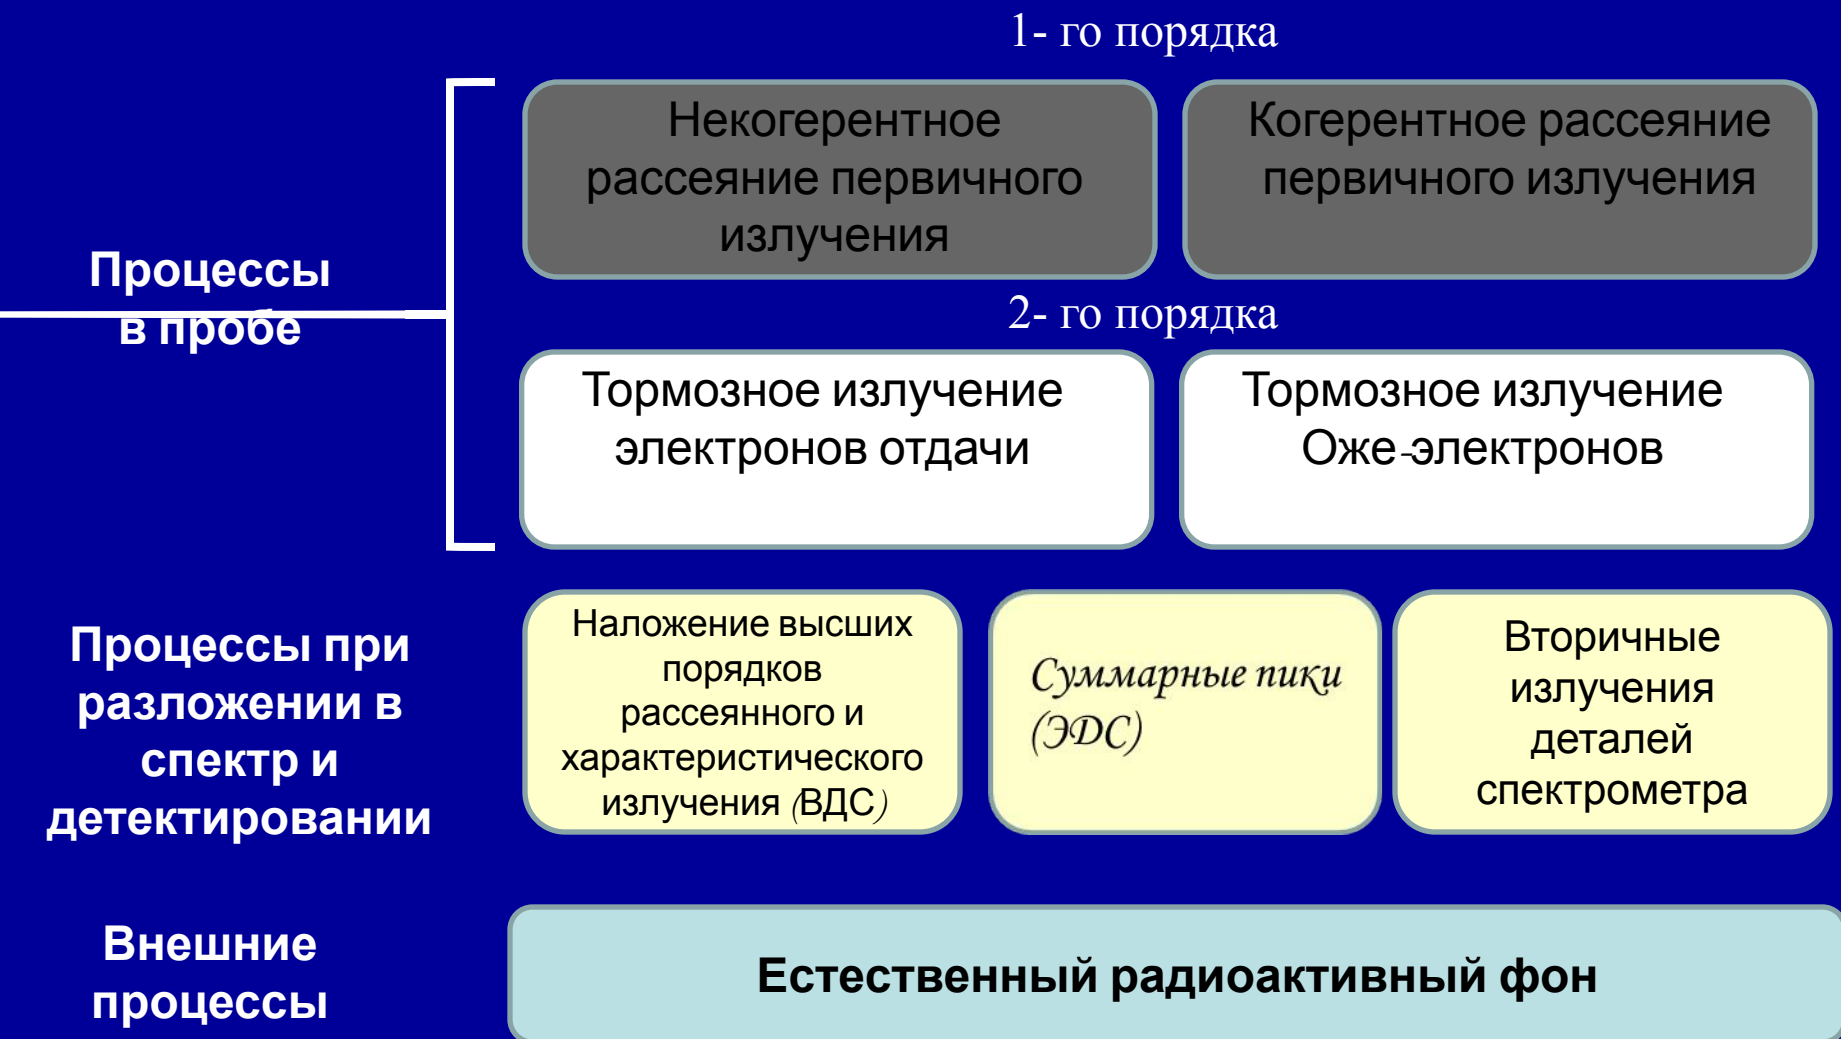 1- го порядка
Некогерентное
рассеяние первичного
излучения
Когерентное рассеяние
первичного излучения
Процессы
в пробе
2- го порядка
Тормозное излучение
электронов отдачи
Тормозное излучение
Оже-электронов
Процессы при
разложении в
спектр и
детектировании
Наложение высших
порядков
рассеянного и
характеристического
излучения (ВДС)
Суммарные пики
(ЭДС)
Вторичные
излучения
деталей
спектрометра
Внешние
процессы
Естественный радиоактивный фон